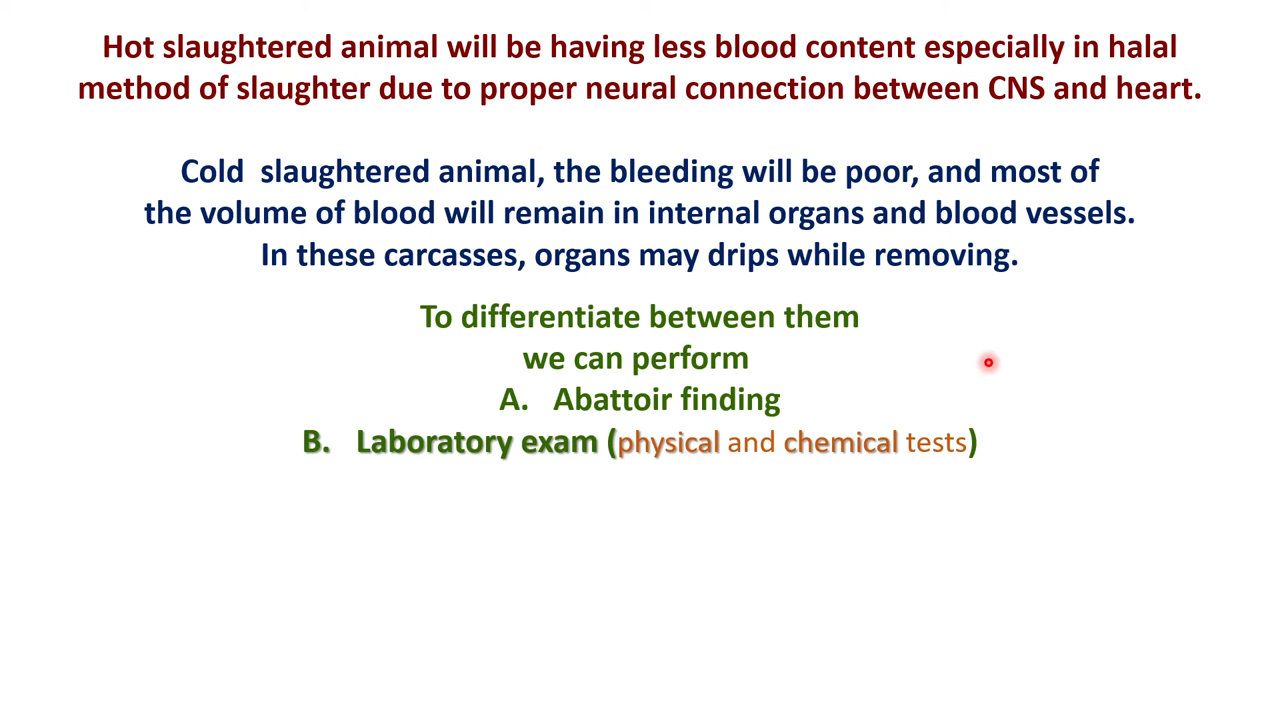 Hot slaughtered animal will be having less blood content especially in halal
method of slaughter due to proper neural connection between CNS and heart.
Cold slaughtered animal, the bleeding will be poor, and most of
the volume of blood will remain in internal organs and blood vessels.
In these carcasses, organs may drips while removing.
To differentiate between them
we can perform
A. Abattoir finding
B. Laboratory exam (physical and chemical tests)